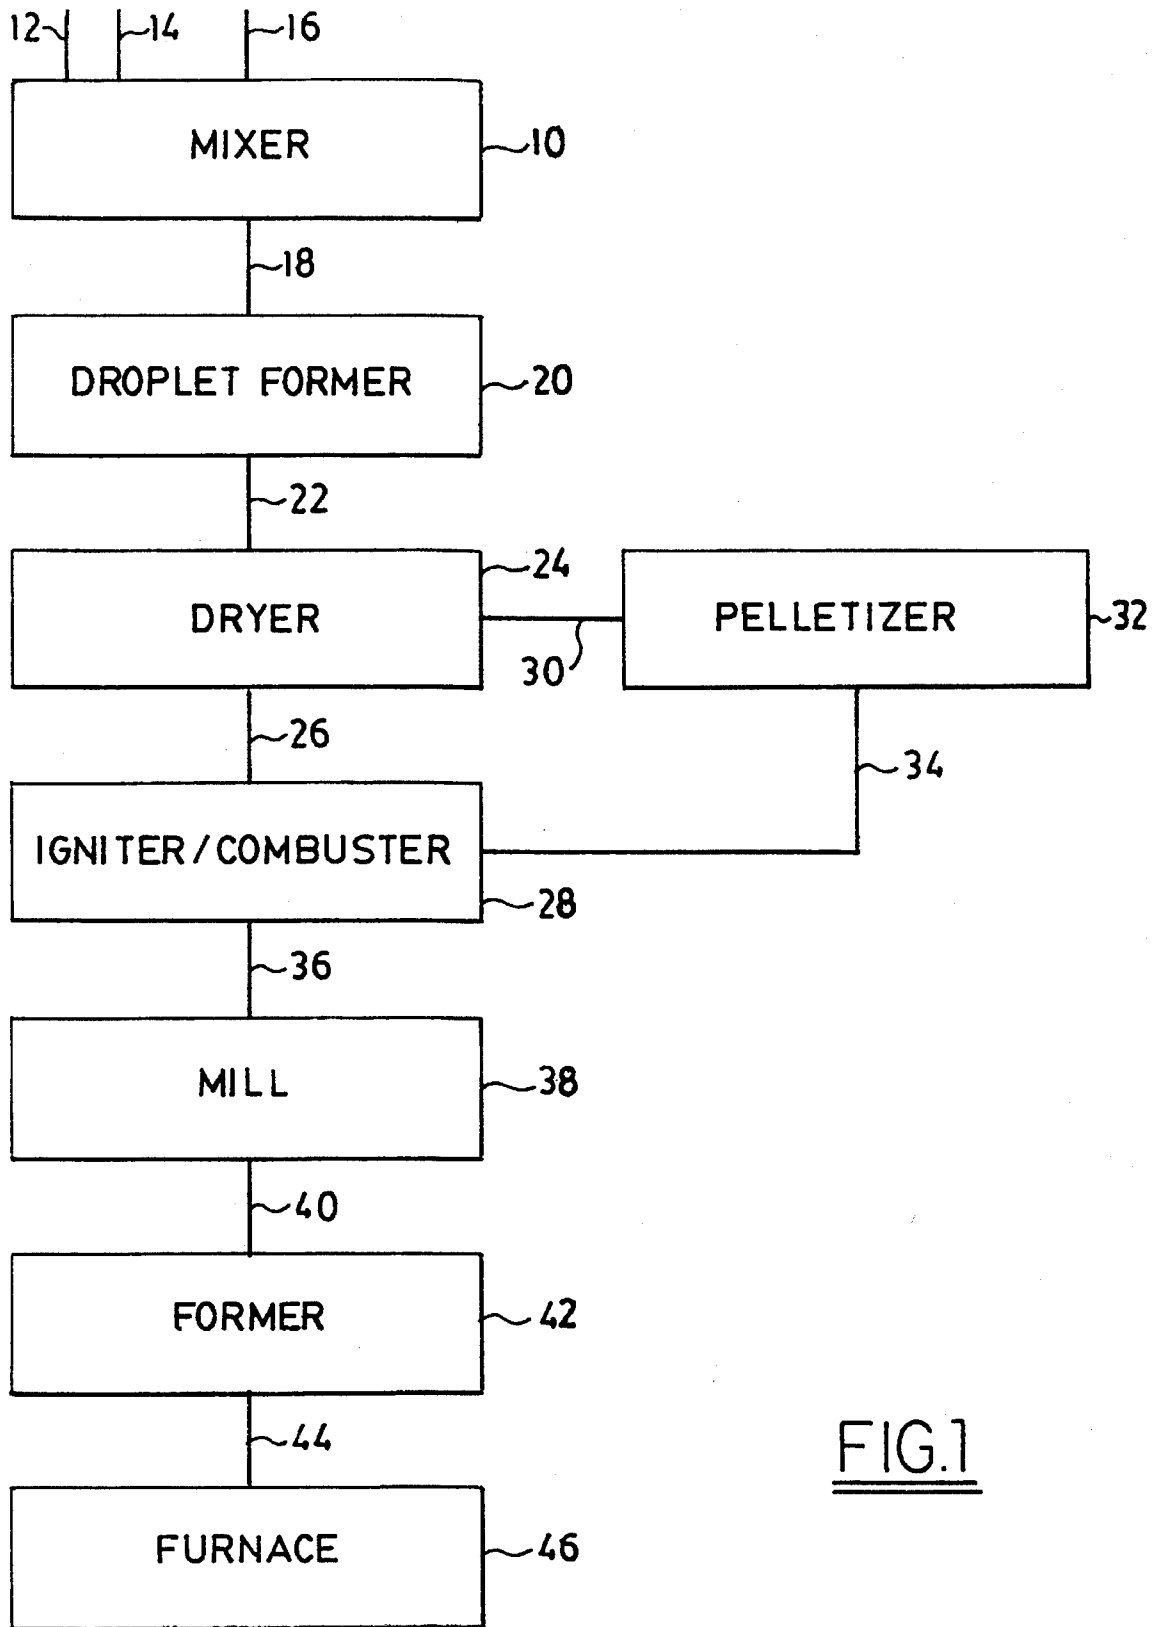 12 14 16
MIXER 10
18
DROPLET FORMER 20
22
DRYER 24 PELLETIZER 32
30
26 34
IGNITER/COMBUSTER 28
36
MILL 38
40
FORMER 42
44
FIG.1
FURNACE 46